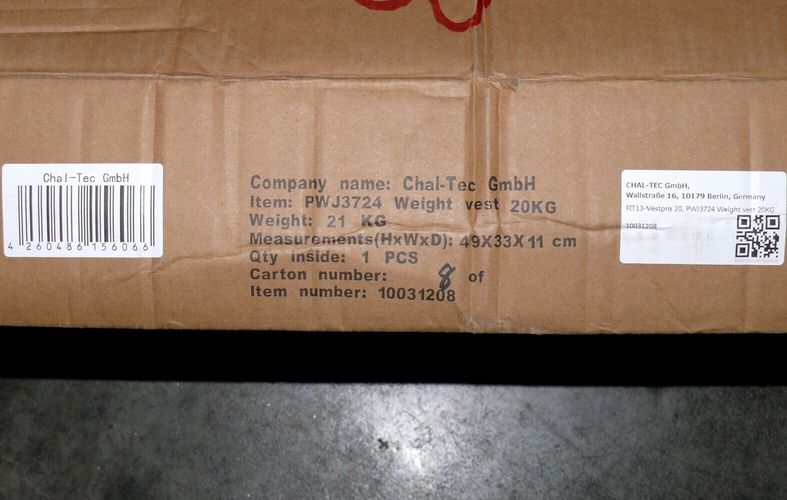 Chal-Tec GmbH
4 260486 156066
Company name: Chal-Tec GmbH
Item: PWJ3724 Weight vest 20KG
Weight: 21 KG
Measurements(HxWxD): 49X33X11 cm
Qty inside: 1 PCS
Carton number: 8 of
Item number: 10031208
CHAL-TEC GmbH,
Wallstraße 16, 10179 Berlin, Germany
FIT13-Vestpro 20, PWJ3724 Weight vest 20KG
10031208